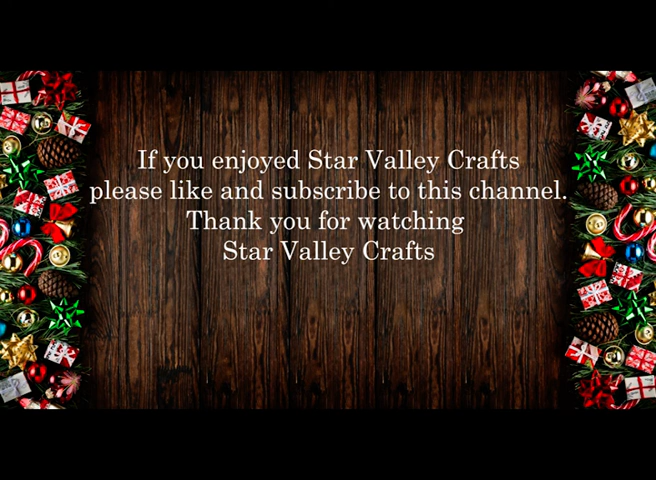 If you enjoyed Star Valley Crafts
please like and subscribe to this channel.
Thank you for watching
Star Valley Crafts